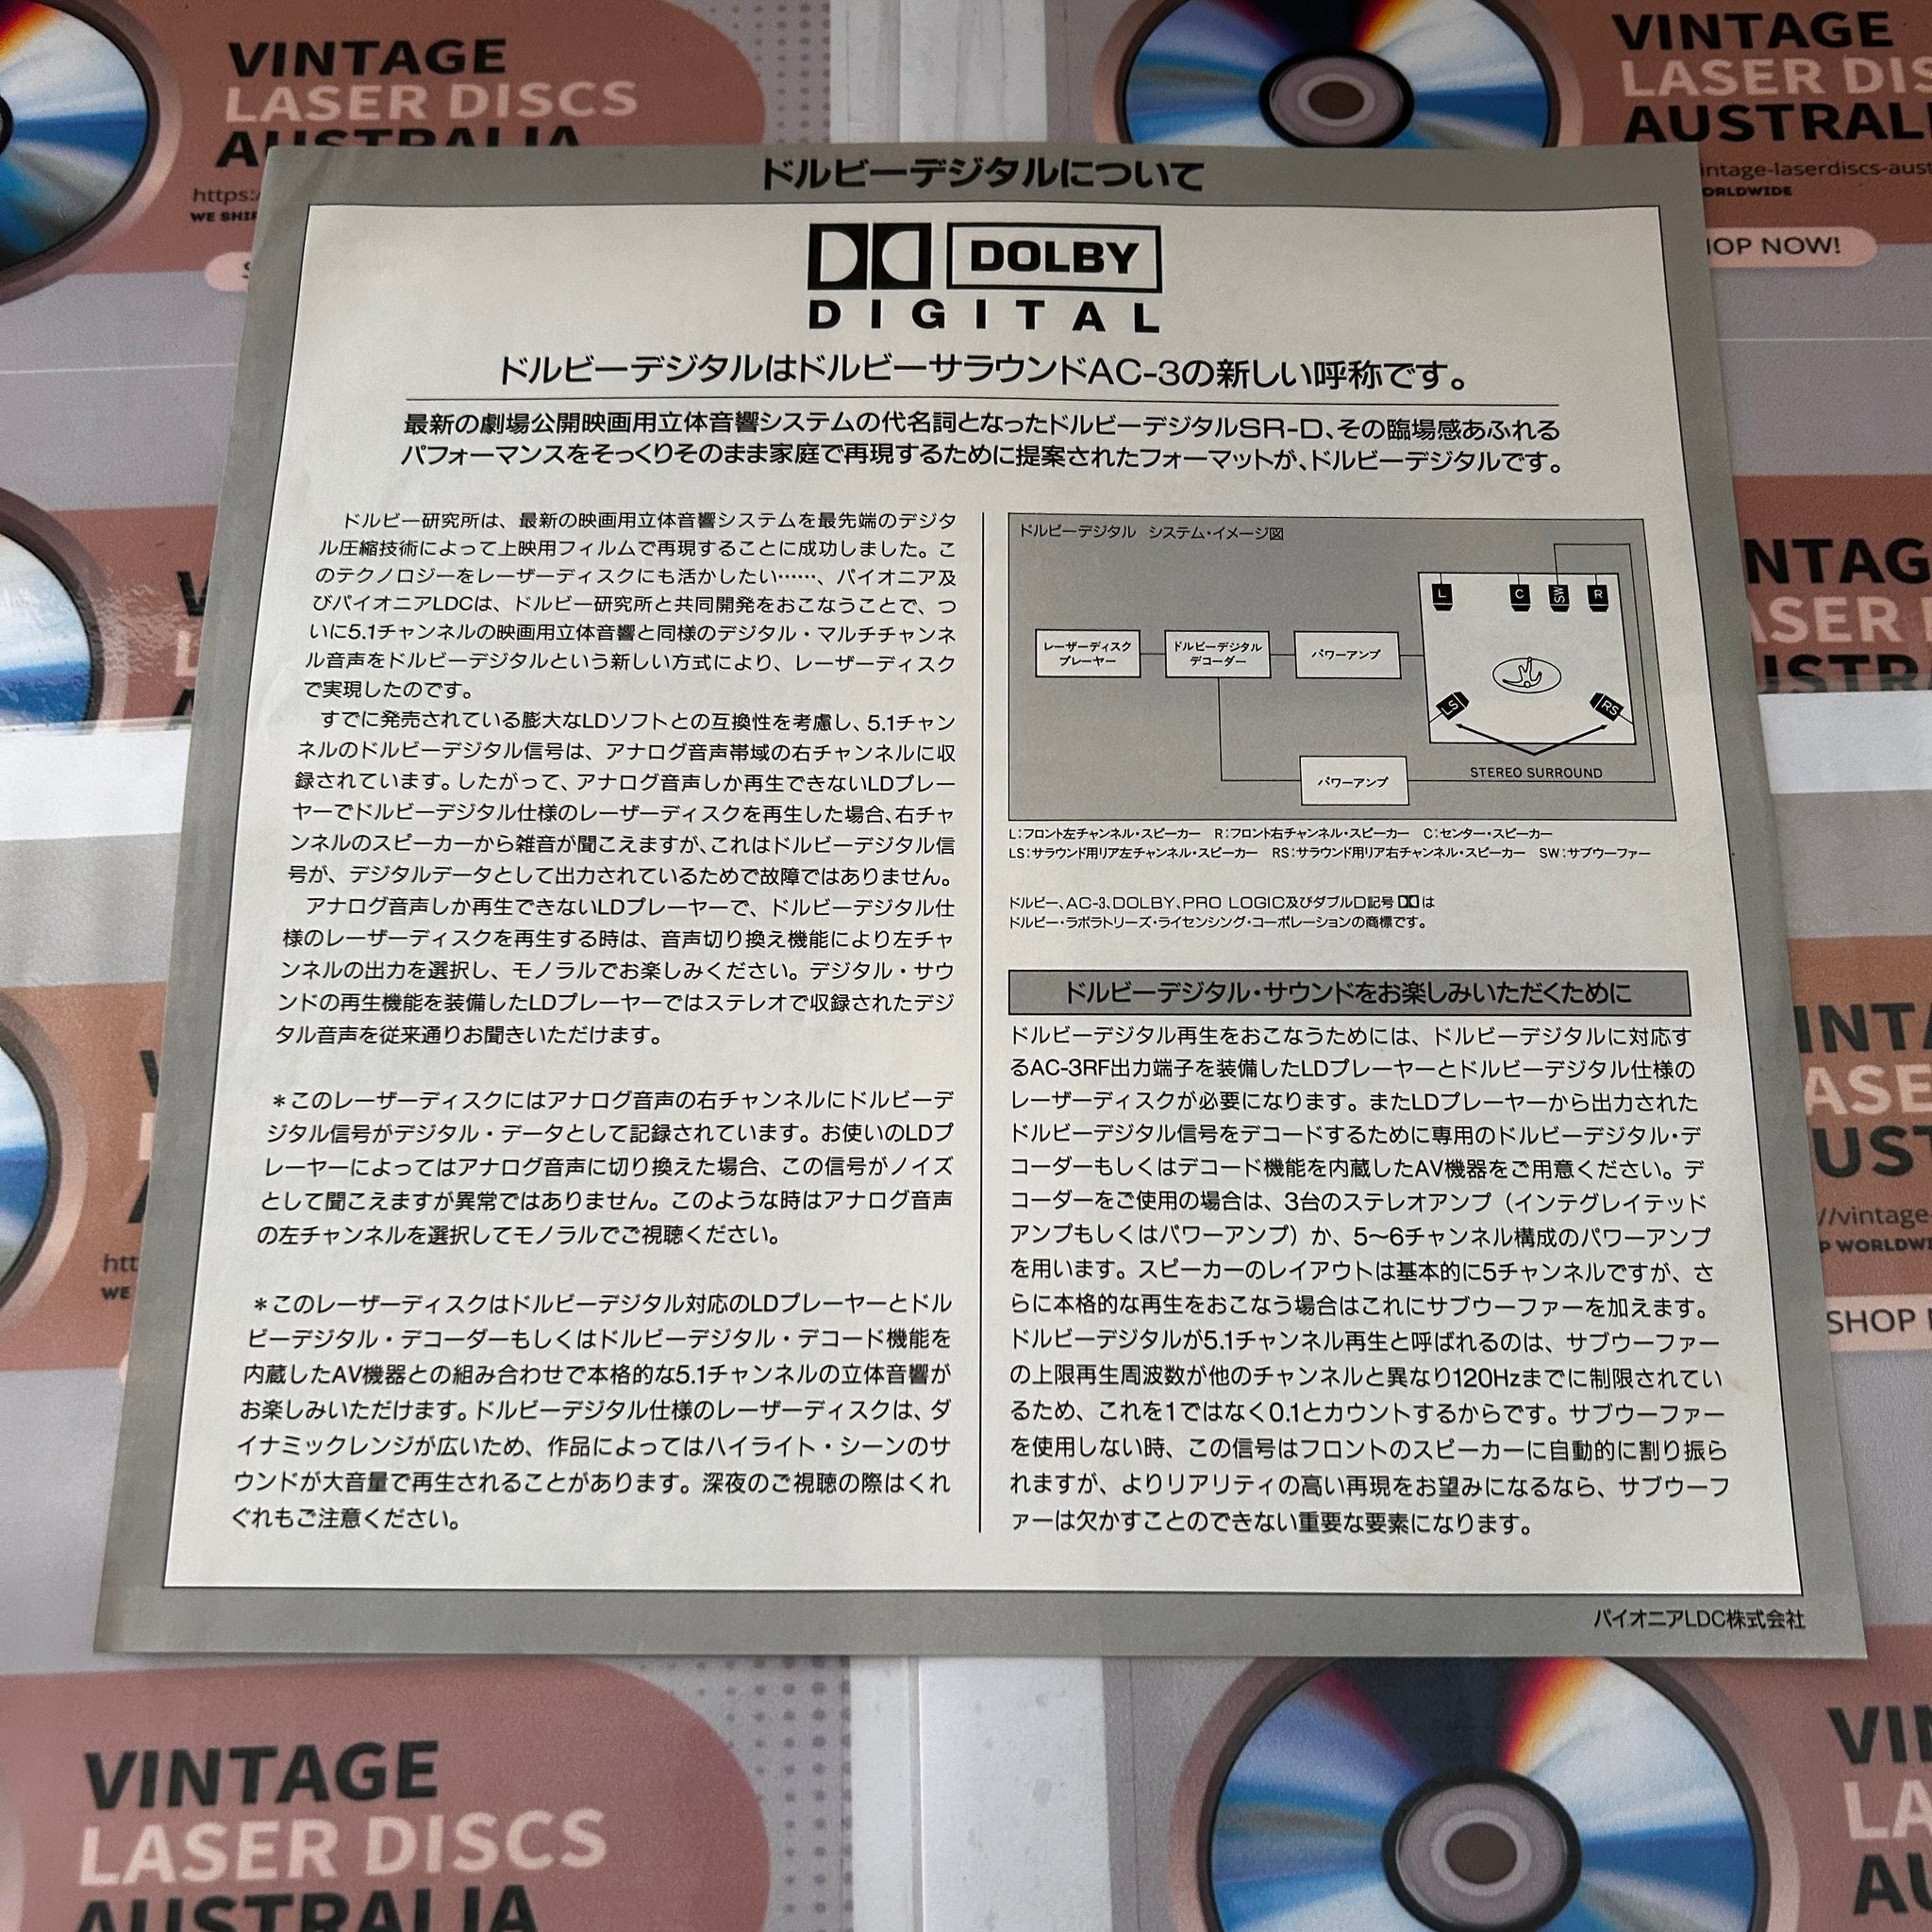 VINTAGE
LASER DISCS
AUSTRALIA
https:/
WE SHI
VINTAGE
LASER DIS
AUSTRAL
intage-laserdiscs-aust
ORLDWIDE
HOP NOW!
ドルビーデジタルについて
DOLBY
DIGITAL
ドルビーデジタルはドルビーサラウンドAC-3の新しい呼称です。
最新の劇場公開映画用立体音響システムの代名詞となったドルビーデジタルSR-D、その臨場感あふれる
パフォーマンスをそっくりそのまま家庭で再現するために提案されたフォーマットが、ドルビーデジタルです。
ドルビー研究所は、最新の映画用立体音響システムを最先端のデジタ
ル圧縮技術によって上映用フィルムで再現することに成功しました。こ
のテクノロジーをレーザーディスクにも活かしたい……、パイオニア及
びパイオニアLDCは、ドルビー研究所と共同開発をおこなうことで、つ
いに5.1チャンネルの映画用立体音響と同様のデジタル・マルチチャンネ
ル音声をドルビーデジタルという新しい方式により、レーザーディスク
で実現したのです。
すでに発売されている膨大なLDソフトとの互換性を考慮し、5.1チャン
ネルのドルビーデジタル信号は、アナログ音声帯域の右チャンネルに収
録されています。したがって、アナログ音声しか再生できないLDプレー
ヤーでドルビーデジタル仕様のレーザーディスクを再生した場合、右チャ
ンネルのスピーカーから雑音が聞こえますが、これはドルビーデジタル信
号が、デジタルデータとして出力されているためで故障ではありません。
アナログ音声しか再生できないLDプレーヤーで、ドルビーデジタル仕
様のレーザーディスクを再生する時は、音声切り換え機能により左チャ
ンネルの出力を選択し、モノラルでお楽しみください。デジタル・サウ
ンドの再生機能を装備したLDプレーヤーではステレオで収録されたデジ
タル音声を従来通りお聞きいただけます。
＊このレーザーディスクにはアナログ音声の右チャンネルにドルビーデ
ジタル信号がデジタル・データとして記録されています。お使いのLDプ
レーヤーによってはアナログ音声に切り換えた場合、この信号がノイズ
として聞こえますが異常ではありません。このような時はアナログ音声
の左チャンネルを選択してモノラルでご視聴ください。
＊このレーザーディスクはドルビーデジタル対応のLDプレーヤーとドル
ビーデジタル・デコーダーもしくはドルビーデジタル・デコード機能を
内蔵したAV機器との組み合わせで本格的な5.1チャンネルの立体音響が
お楽しみいただけます。ドルビーデジタル仕様のレーザーディスクは、ダ
イナミックレンジが広いため、作品によってはハイライト・シーンのサ
ウンドが大音量で再生されることがあります。深夜のご視聴の際はくれ
ぐれもご注意ください。
ドルビーデジタル システム・イメージ図
L
C
SW
R
レーザーディスク
プレーヤー
ドルビーデジタル
デコーダー
パワーアンプ
LS
RS
STEREO SURROUND
パワーアンプ
L:フロント左チャンネル・スピーカー R:フロント右チャンネル・スピーカー C:センター・スピーカー
LS:サラウンド用リア左チャンネル・スピーカー RS:サラウンド用リア右チャンネル・スピーカー SW:サブウーファー
ドルビー、AC-3、DOLBY、PRO LOGIC及びダブルD記号は
ドルビー・ラボラトリーズ・ライセンシング・コーポレーションの商標です。
ドルビーデジタル・サウンドをお楽しみいただくために
ドルビーデジタル再生をおこなうためには、ドルビーデジタルに対応す
るAC-3RF出力端子を装備したLDプレーヤーとドルビーデジタル仕様の
レーザーディスクが必要になります。またLDプレーヤーから出力された
ドルビーデジタル信号をデコードするために専用のドルビーデジタル・デ
コーダーもしくはデコード機能を内蔵したAV機器をご用意ください。デ
コーダーをご使用の場合は、3台のステレオアンプ（インテグレイテッド
アンプもしくはパワーアンプ）か、5〜6チャンネル構成のパワーアンプ
を用います。スピーカーのレイアウトは基本的に5チャンネルですが、さ
らに本格的な再生をおこなう場合はこれにサブウーファーを加えます。
ドルビーデジタルが5.1チャンネル再生と呼ばれるのは、サブウーファー
の上限再生周波数が他のチャンネルと異なり120Hzまでに制限されてい
るため、これを1ではなく0.1とカウントするからです。サブウーファー
を使用しない時、この信号はフロントのスピーカーに自動的に割り振ら
れますが、よりリアリティの高い再現をお望みになるなら、サブウーフ
ァーは欠かすことのできない重要な要素になります。
パイオニアLDC株式会社
NTAG
ASER
USTR
INTA
ASE
UST
://vintage-
P WORLDWI
SHOP
htt
WE
VINTAGE
LASER DISCS
AUSTRALIA
VI
LA
AU